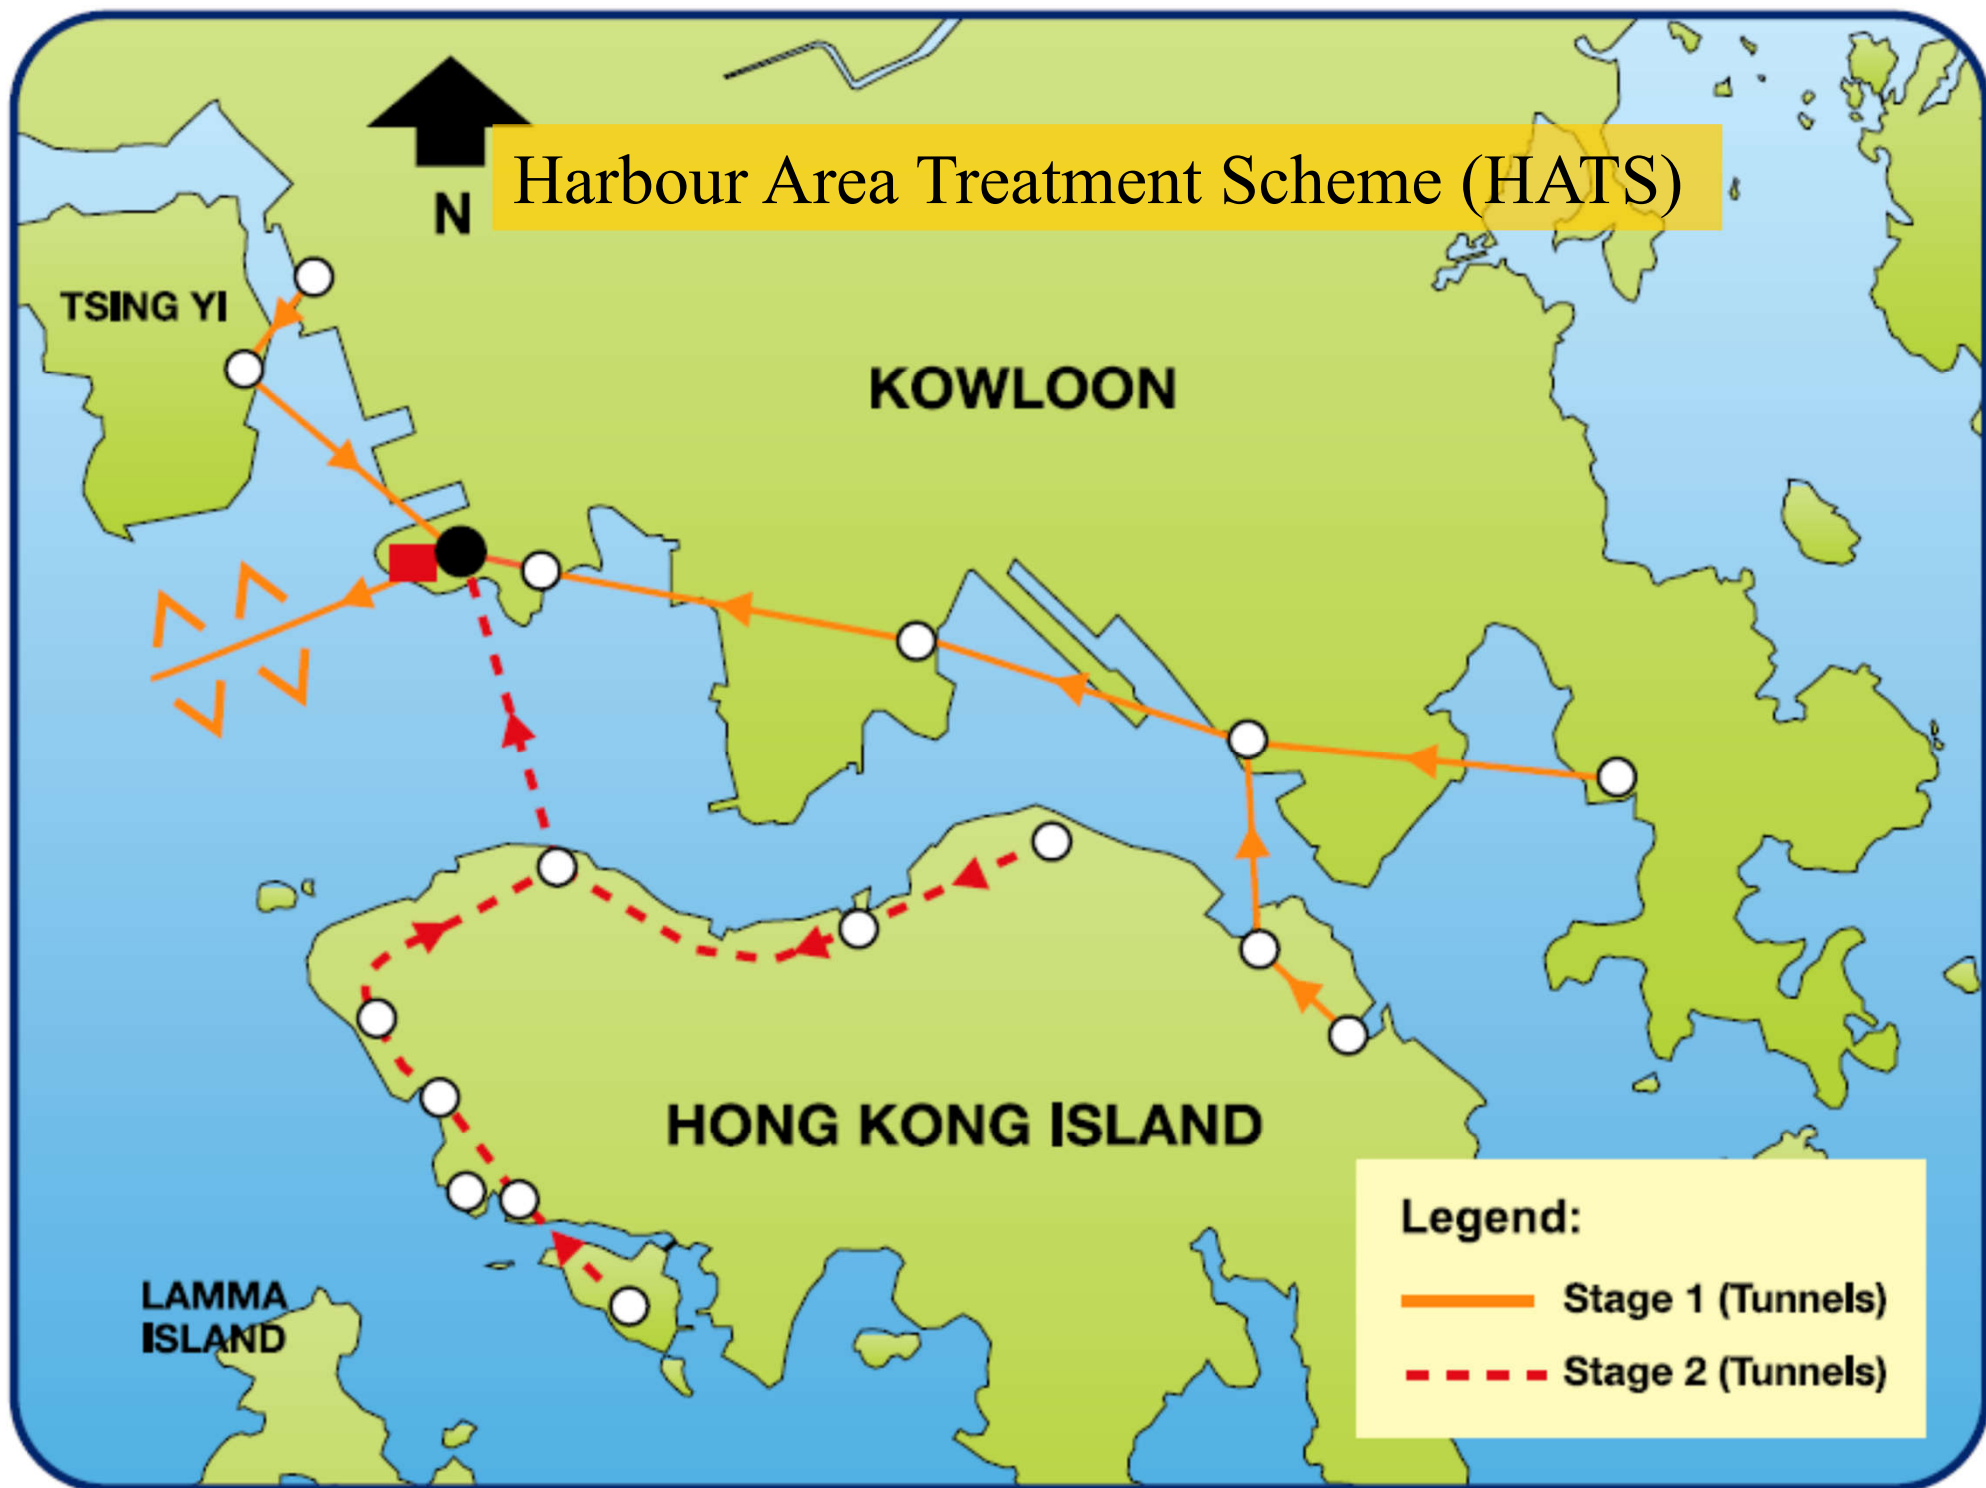 Harbour Area Treatment Scheme (HATS)
N
TSING YI
KOWLOON
HONG KONG ISLAND
LAMMA
ISLAND
Legend:
Stage 1 (Tunnels)
Stage 2 (Tunnels)